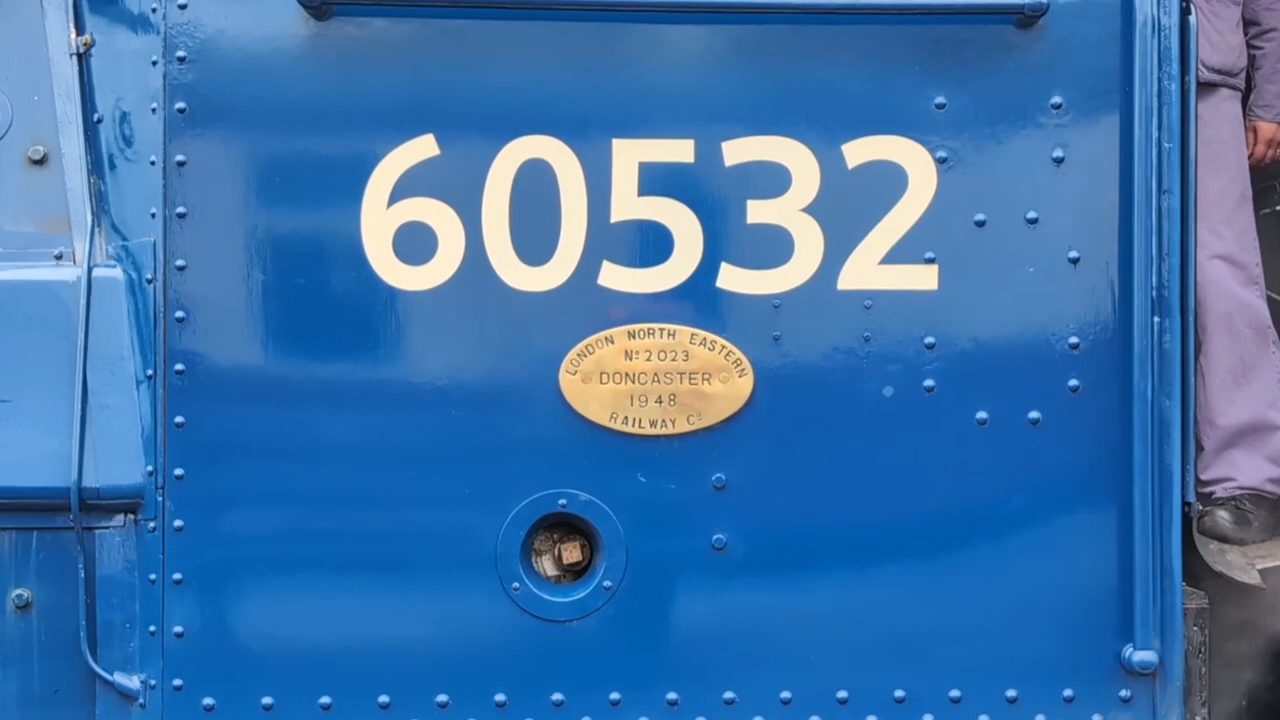 60532
LONDON NORTH EASTERN
Nº 2023
DONCASTER
1948
RAILWAY Cº